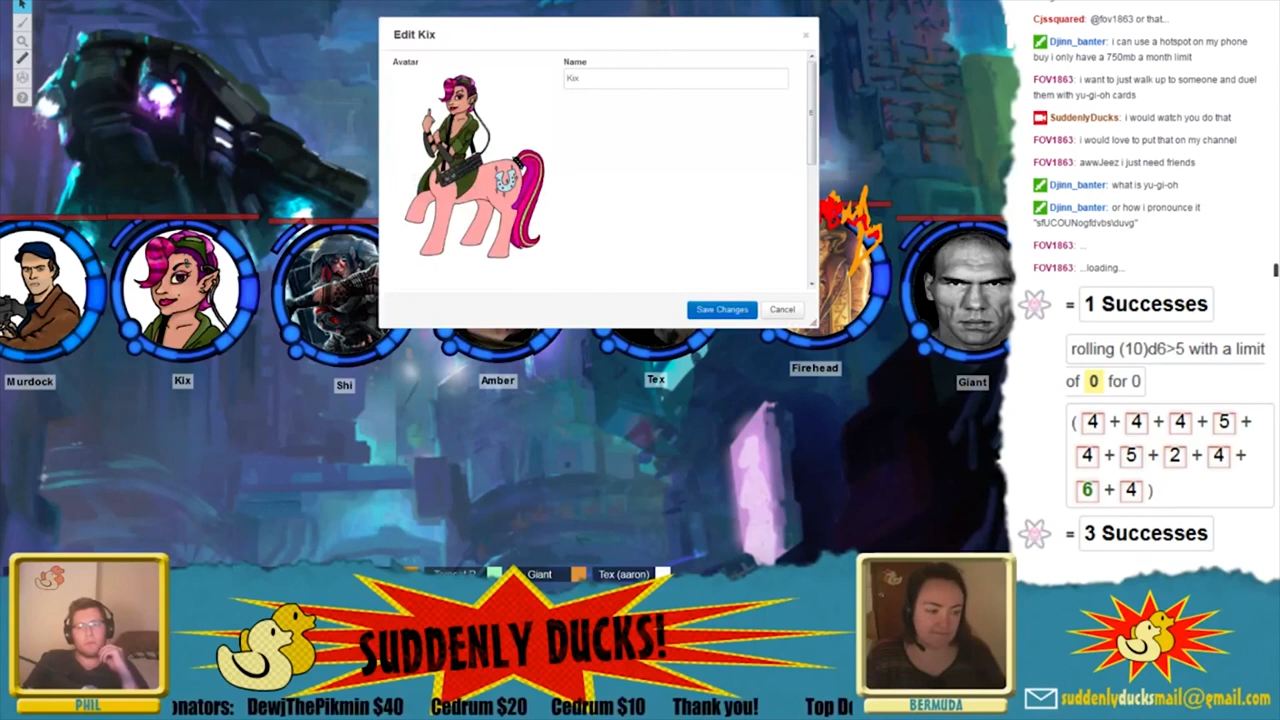 Edit Kix
×
Avatar
Name
Kix
Save Changes
Cancel
Murdock
Kix
Shi
Amber
Tex
Firehead
Giant
Cjssquared: @fov1863 or that...
Djinn_banter: i can use a hotspot on my phone
buy i only have a 750mb a month limit
FOV1863: i want to just walk up to someone and duel
them with yu-gi-oh cards
SuddenlyDucks: i would watch you do that
FOV1863: i would love to put that on my channel
FOV1863: awwJeez i just need friends
Djinn_banter: what is yu-gi-oh
Djinn_banter: or how i pronounce it
"sfUCOUNogfdvbs\duvg"
FOV1863: ...
FOV1863: ...loading...
= 1 Successes
rolling (10)d6>5 with a limit
of 0 for 0
( 4 + 4 + 4 + 5 +
4 + 5 + 2 + 4 +
6 + 4 )
= 3 Successes
Giant
Tex (aaron)
SUDDENLY DUCKS!
PHIL
BERMUDA
onators: DewjThePikmin $40 Cedrum $20 Cedrum $10 Thank you! Top Do
suddenlyducksmail@gmail.com